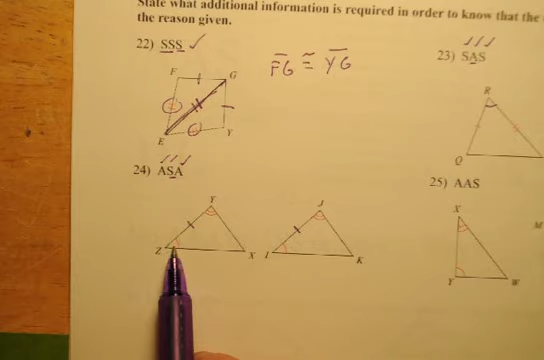 State what additional information is required in order to know that the
the reason given.
22) SSS ✓
FG ≅ YG
23) SAS
F
G
E
Y
R
Q
24) ASA
25) AAS
Y
Z
X
J
I
K
X
Y
W
M